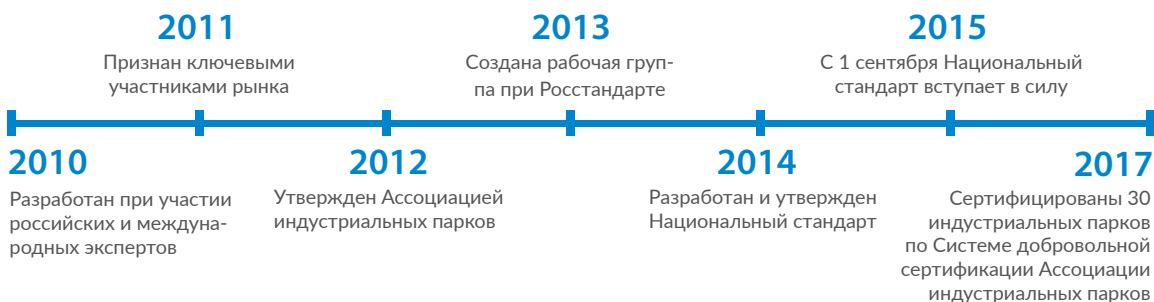 2011
Признан ключевыми
участниками рынка
2013
Создана рабочая груп-
па при Росстандарте
2015
С 1 сентября Национальный
стандарт вступает в силу
2010
Разработан при участии
российских и междуна-
родных экспертов
2012
Утвержден Ассоциацией
индустриальных парков
2014
Разработан и утвержден
Национальный стандарт
2017
Сертифицированы 30
индустриальных парков
по Системе добровольной
сертификации Ассоциации
индустриальных парков